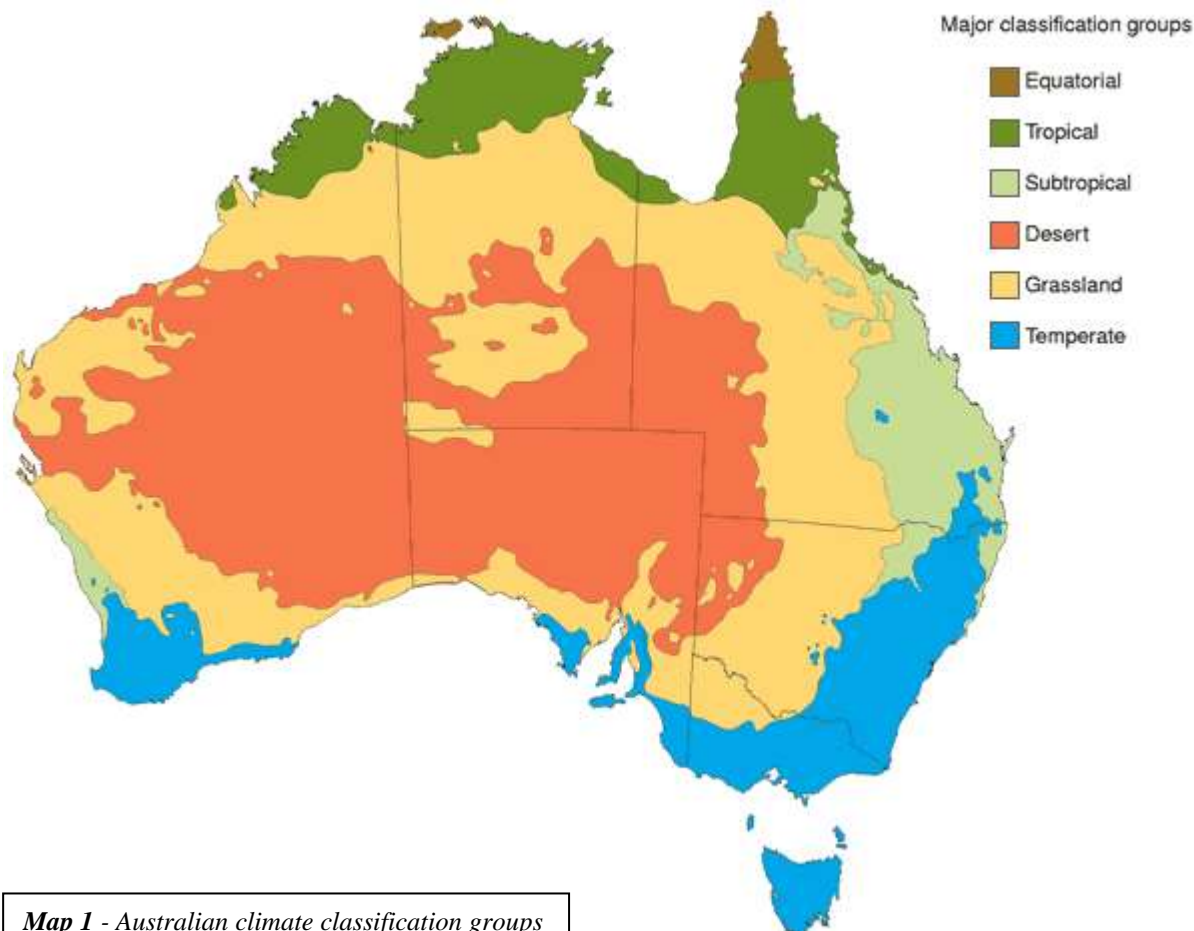 Major classification groups
Equatorial
Tropical
Subtropical
Desert
Grassland
Temperate
Map 1 - Australian climate classification groups